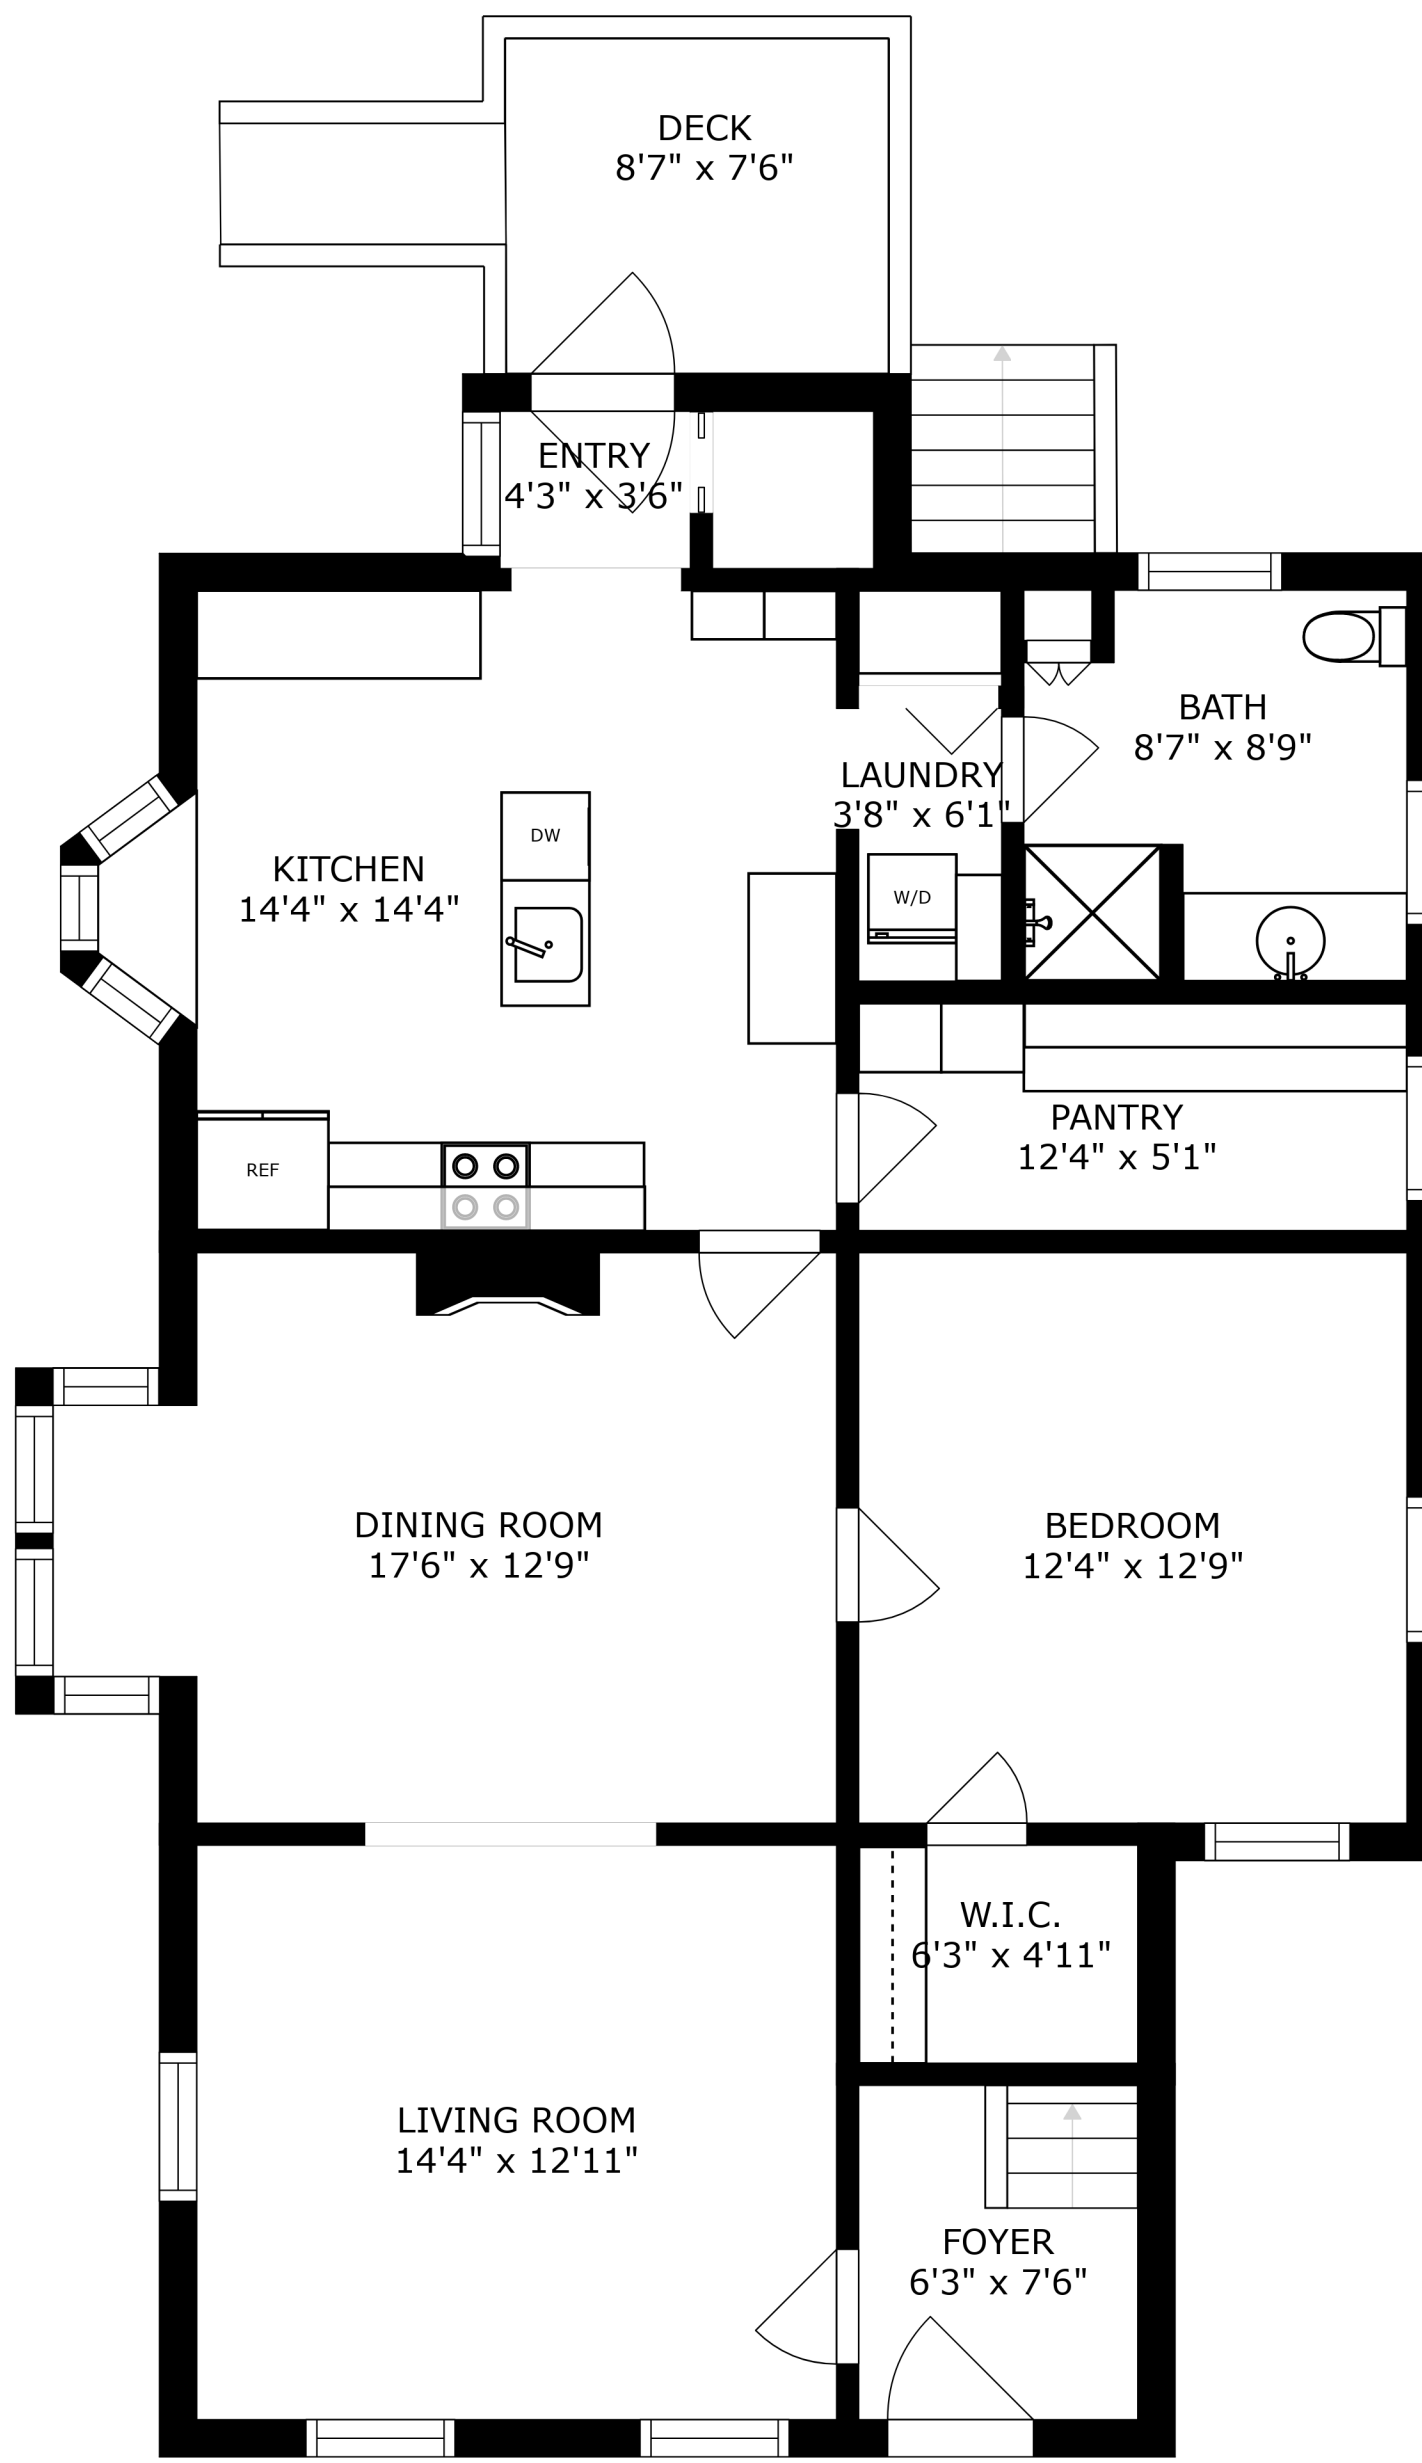 DECK
8'7" x 7'6"
ENTRY
4'3" x 3'6"
BATH
8'7" x 8'9"
LAUNDRY
3'8" x 6'1"
DW
KITCHEN
14'4" x 14'4"
W/D
PANTRY
12'4" x 5'1"
REF
DINING ROOM
17'6" x 12'9"
BEDROOM
12'4" x 12'9"
W.I.C.
6'3" x 4'11"
LIVING ROOM
14'4" x 12'11"
FOYER
6'3" x 7'6"